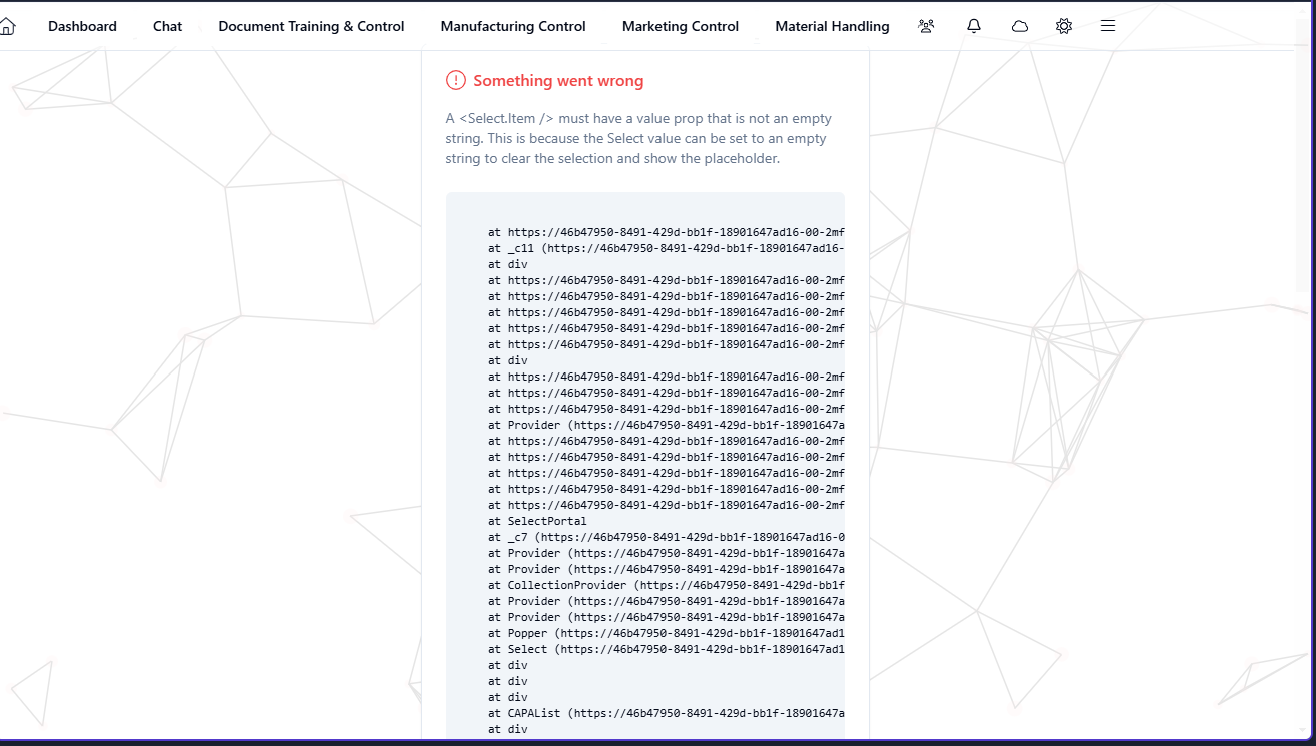 Dashboard Chat Document Training & Control Manufacturing Control Marketing Control Material Handling
Something went wrong
A <Select.Item /> must have a value prop that is not an empty
string. This is because the Select value can be set to an empty
string to clear the selection and show the placeholder.
at https://46b47950-8491-429d-bb1f-18901647ad16-00-2mf
at _c11 (https://46b47950-8491-429d-bb1f-18901647ad16-
at div
at https://46b47950-8491-429d-bb1f-18901647ad16-00-2mf
at https://46b47950-8491-429d-bb1f-18901647ad16-00-2mf
at https://46b47950-8491-429d-bb1f-18901647ad16-00-2mf
at https://46b47950-8491-429d-bb1f-18901647ad16-00-2mf
at https://46b47950-8491-429d-bb1f-18901647ad16-00-2mf
at div
at https://46b47950-8491-429d-bb1f-18901647ad16-00-2mf
at https://46b47950-8491-429d-bb1f-18901647ad16-00-2mf
at https://46b47950-8491-429d-bb1f-18901647ad16-00-2mf
at Provider (https://46b47950-8491-429d-bb1f-18901647a
at https://46b47950-8491-429d-bb1f-18901647ad16-00-2mf
at https://46b47950-8491-429d-bb1f-18901647ad16-00-2mf
at https://46b47950-8491-429d-bb1f-18901647ad16-00-2mf
at https://46b47950-8491-429d-bb1f-18901647ad16-00-2mf
at https://46b47950-8491-429d-bb1f-18901647ad16-00-2mf
at SelectPortal
at _c7 (https://46b47950-8491-429d-bb1f-18901647ad16-0
at Provider (https://46b47950-8491-429d-bb1f-18901647a
at Provider (https://46b47950-8491-429d-bb1f-18901647a
at CollectionProvider (https://46b47950-8491-429d-bb1f
at Provider (https://46b47950-8491-429d-bb1f-18901647a
at Provider (https://46b47950-8491-429d-bb1f-18901647a
at Popper (https://46b47950-8491-429d-bb1f-18901647ad1
at Select (https://46b47950-8491-429d-bb1f-18901647ad1
at div
at div
at div
at CAPAList (https://46b47950-8491-429d-bb1f-18901647a
at div